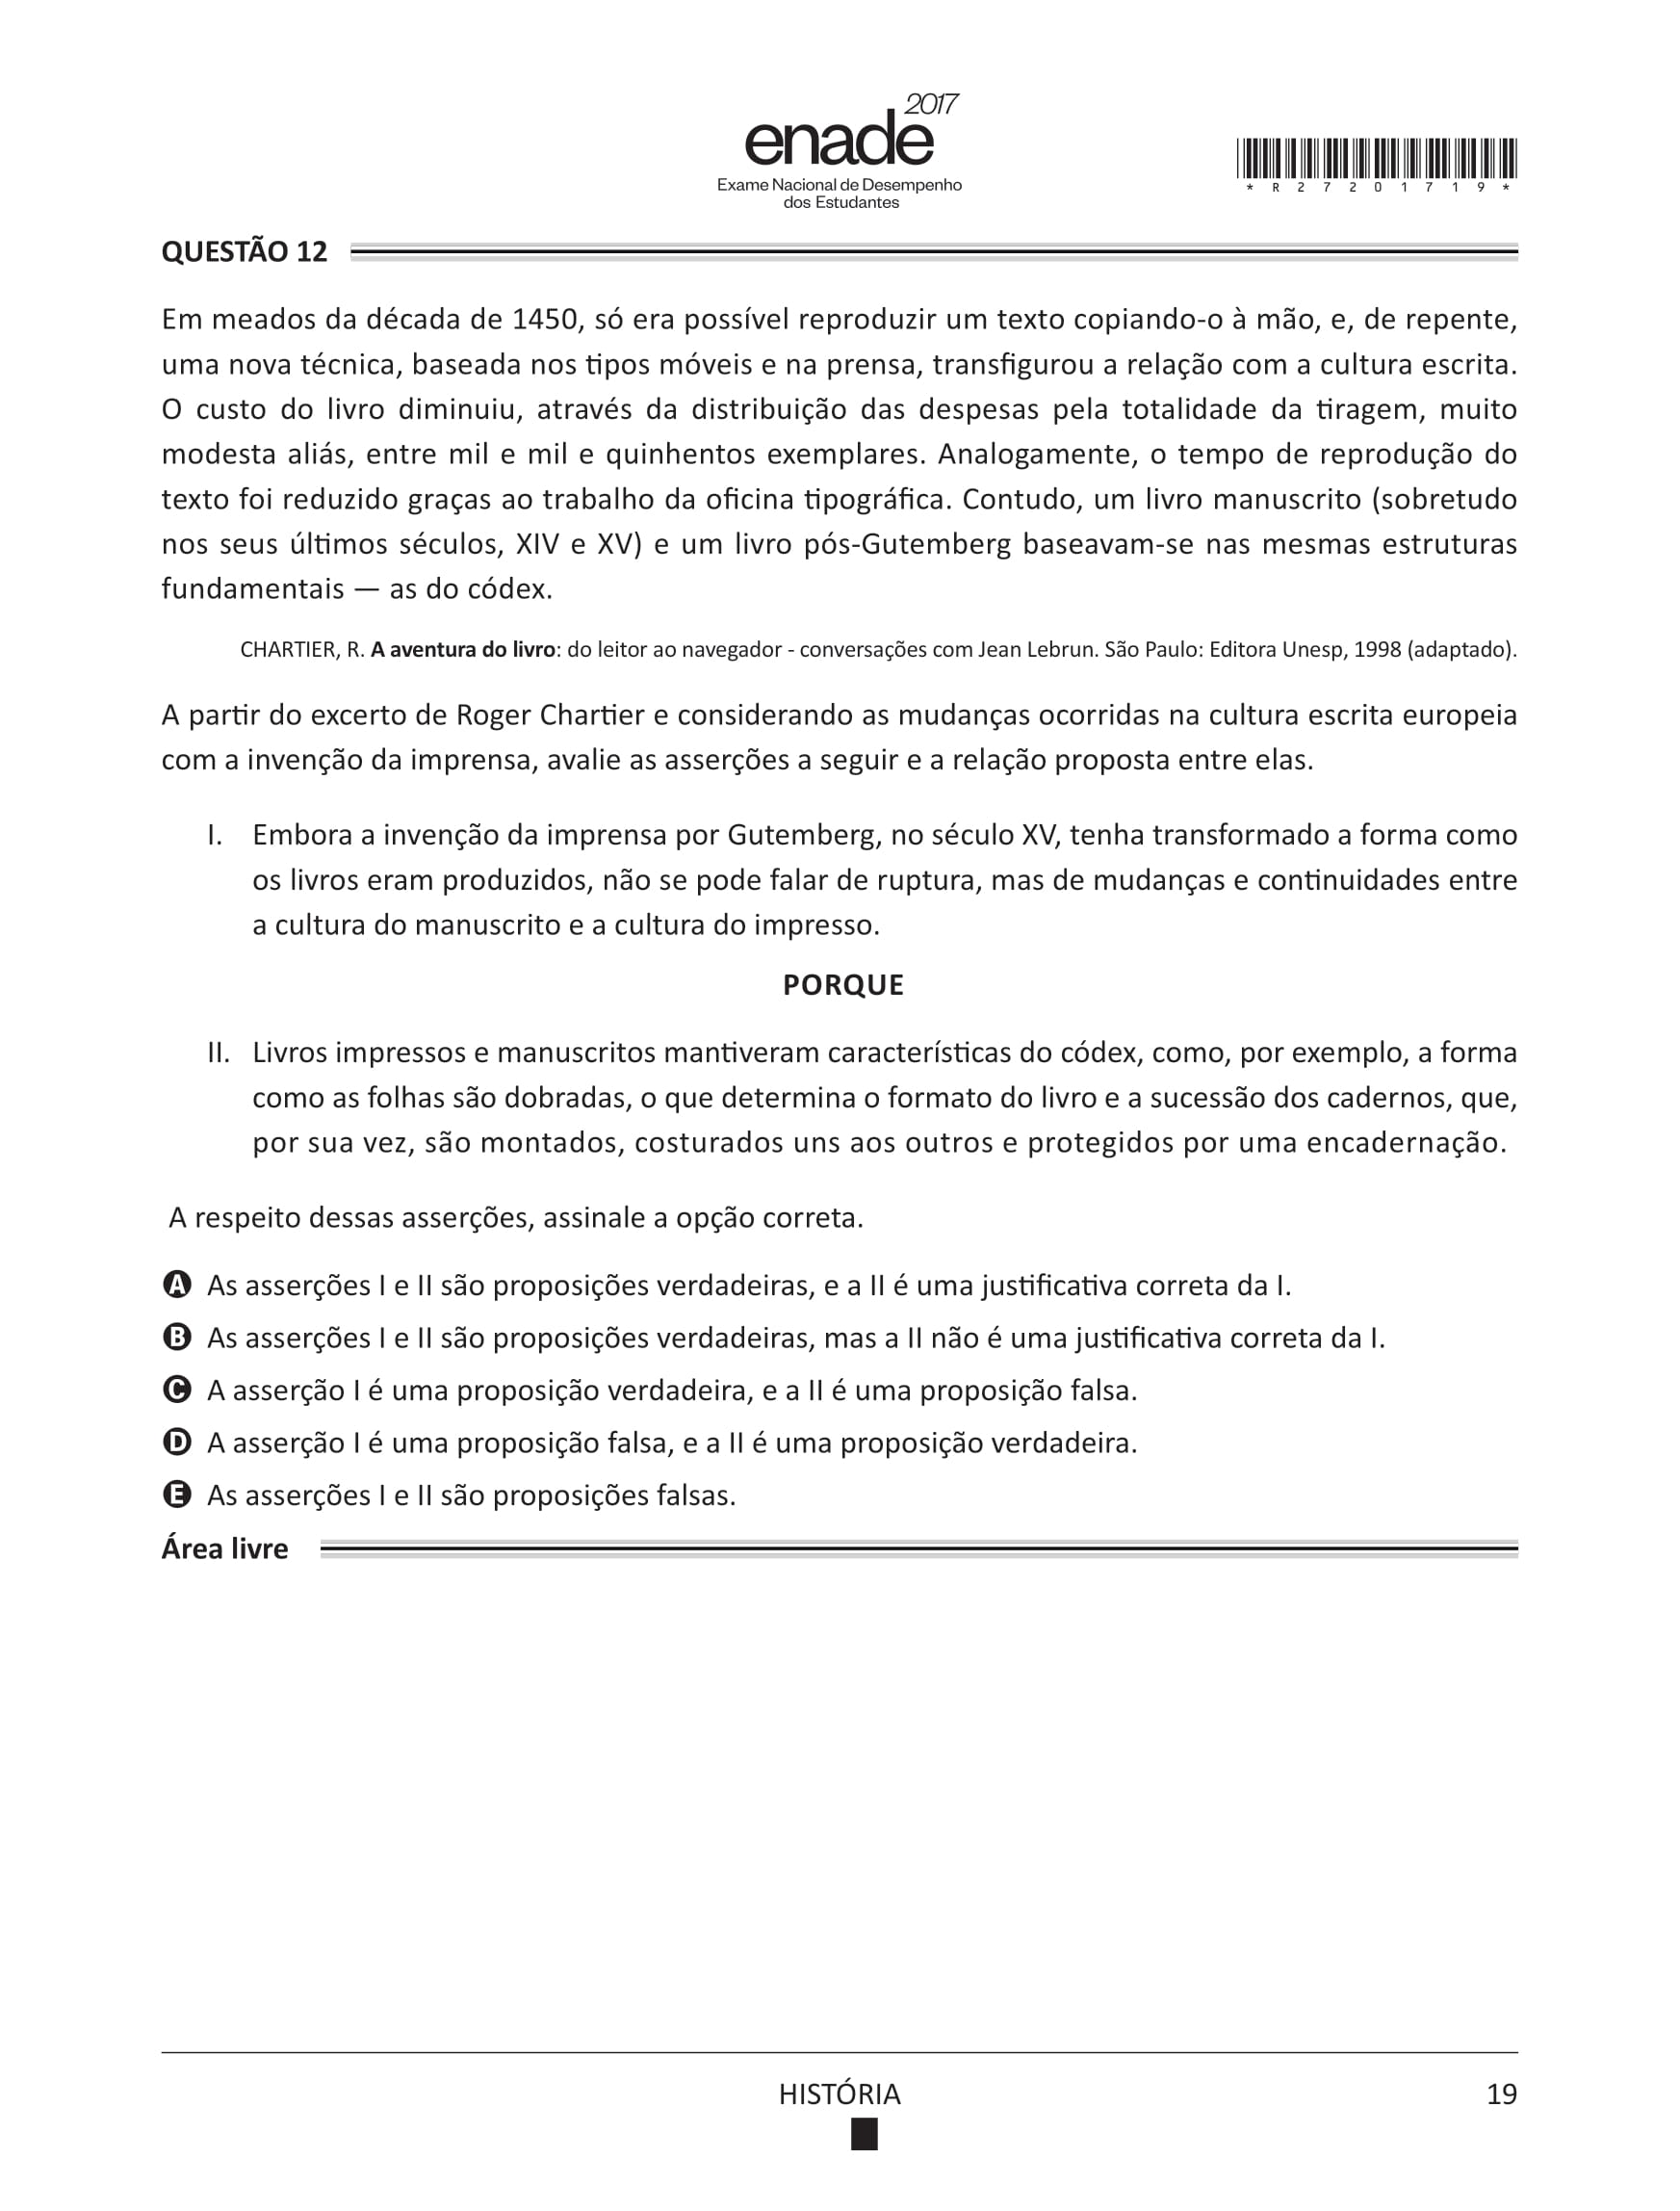 2017
enade
Exame Nacional de Desempenho
dos Estudantes
* R 2 7 2 0 1 7 1 9 *
QUESTÃO 12
Em meados da década de 1450, só era possível reproduzir um texto copiando-o à mão, e, de repente,
uma nova técnica, baseada nos tipos móveis e na prensa, transfigurou a relação com a cultura escrita.
O custo do livro diminuiu, através da distribuição das despesas pela totalidade da tiragem, muito
modesta aliás, entre mil e mil e quinhentos exemplares. Analogamente, o tempo de reprodução do
texto foi reduzido graças ao trabalho da oficina tipográfica. Contudo, um livro manuscrito (sobretudo
nos seus últimos séculos, XIV e XV) e um livro pós-Gutemberg baseavam-se nas mesmas estruturas
fundamentais — as do códex.
CHARTIER, R. A aventura do livro: do leitor ao navegador - conversações com Jean Lebrun. São Paulo: Editora Unesp, 1998 (adaptado).
A partir do excerto de Roger Chartier e considerando as mudanças ocorridas na cultura escrita europeia
com a invenção da imprensa, avalie as asserções a seguir e a relação proposta entre elas.
I. Embora a invenção da imprensa por Gutemberg, no século XV, tenha transformado a forma como
os livros eram produzidos, não se pode falar de ruptura, mas de mudanças e continuidades entre
a cultura do manuscrito e a cultura do impresso.
PORQUE
II. Livros impressos e manuscritos mantiveram características do códex, como, por exemplo, a forma
como as folhas são dobradas, o que determina o formato do livro e a sucessão dos cadernos, que,
por sua vez, são montados, costurados uns aos outros e protegidos por uma encadernação.
A respeito dessas asserções, assinale a opção correta.
A As asserções I e II são proposições verdadeiras, e a II é uma justificativa correta da I.
B As asserções I e II são proposições verdadeiras, mas a II não é uma justificativa correta da I.
C A asserção I é uma proposição verdadeira, e a II é uma proposição falsa.
D A asserção I é uma proposição falsa, e a II é uma proposição verdadeira.
E As asserções I e II são proposições falsas.
Área livre
HISTÓRIA
19